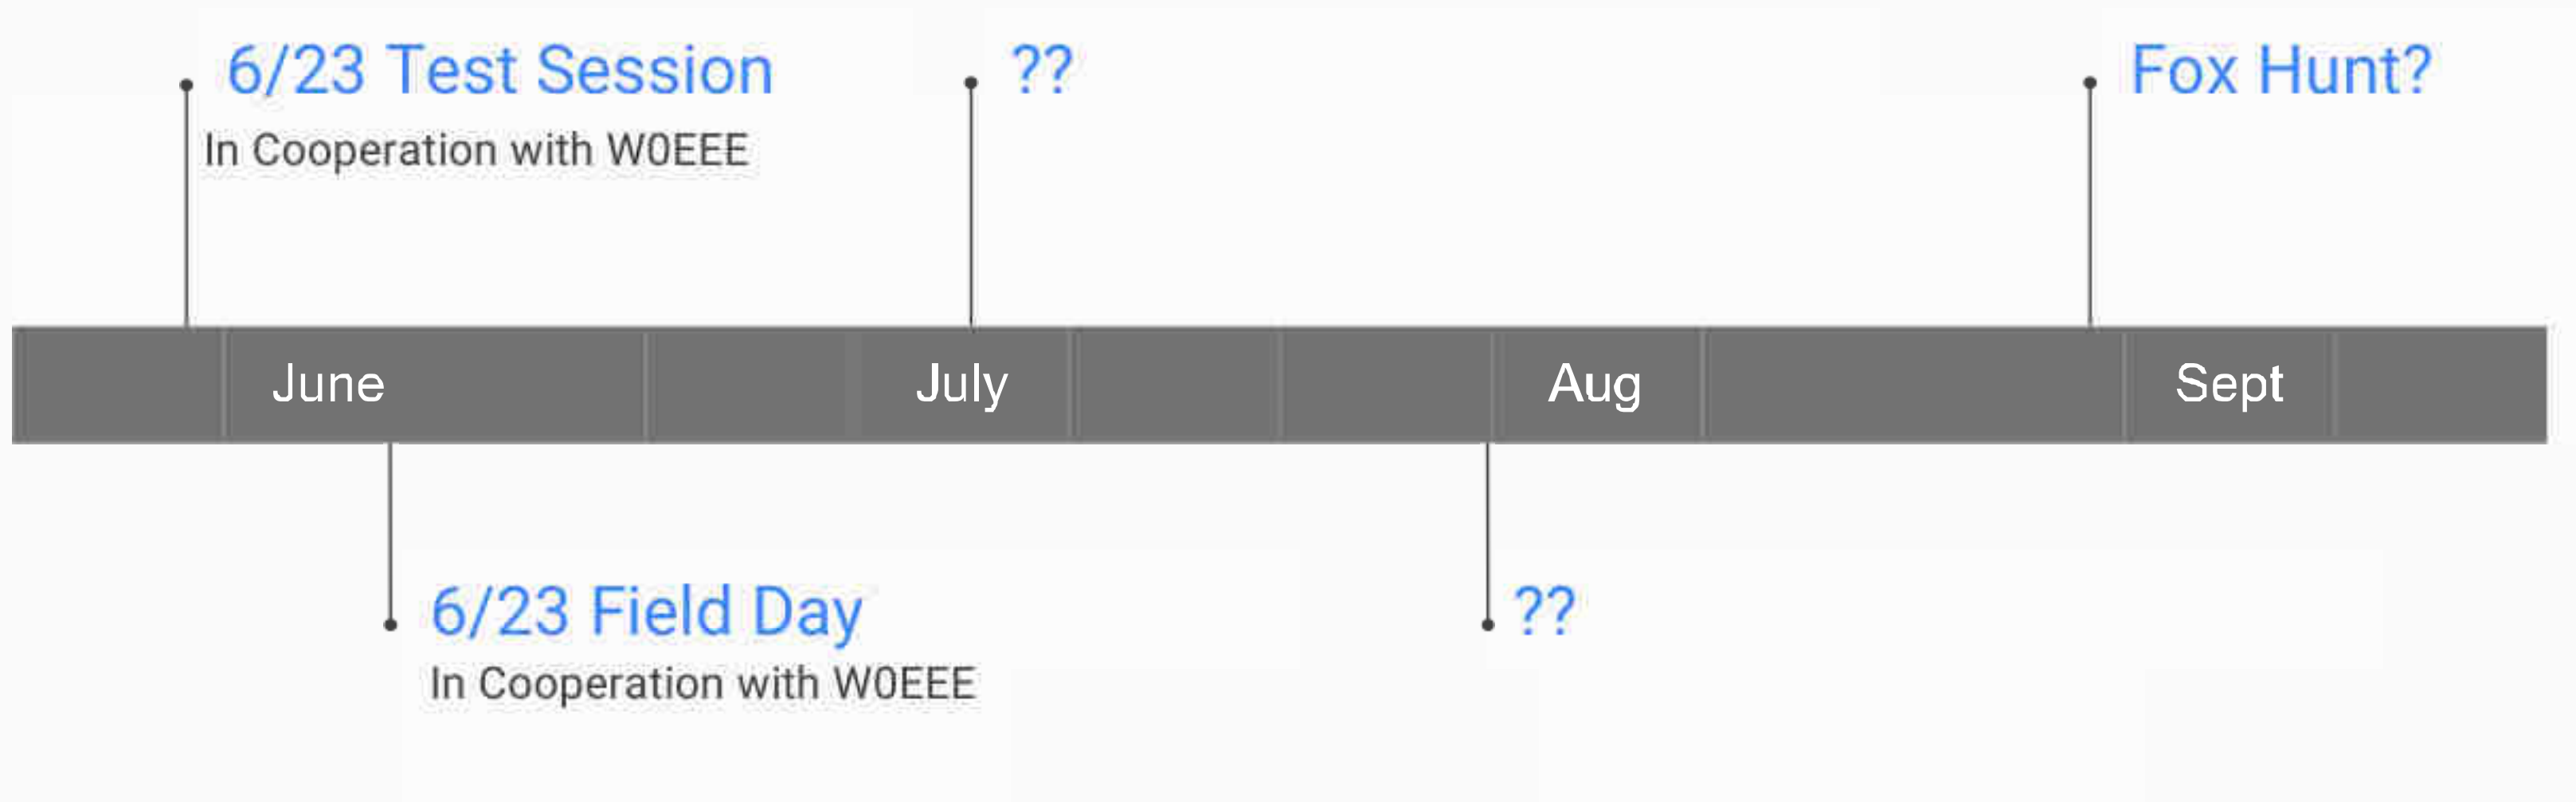 6/23 Test Session
In Cooperation with W0EEE
??
Fox Hunt?
June
July
Aug
Sept
6/23 Field Day
In Cooperation with W0EEE
??